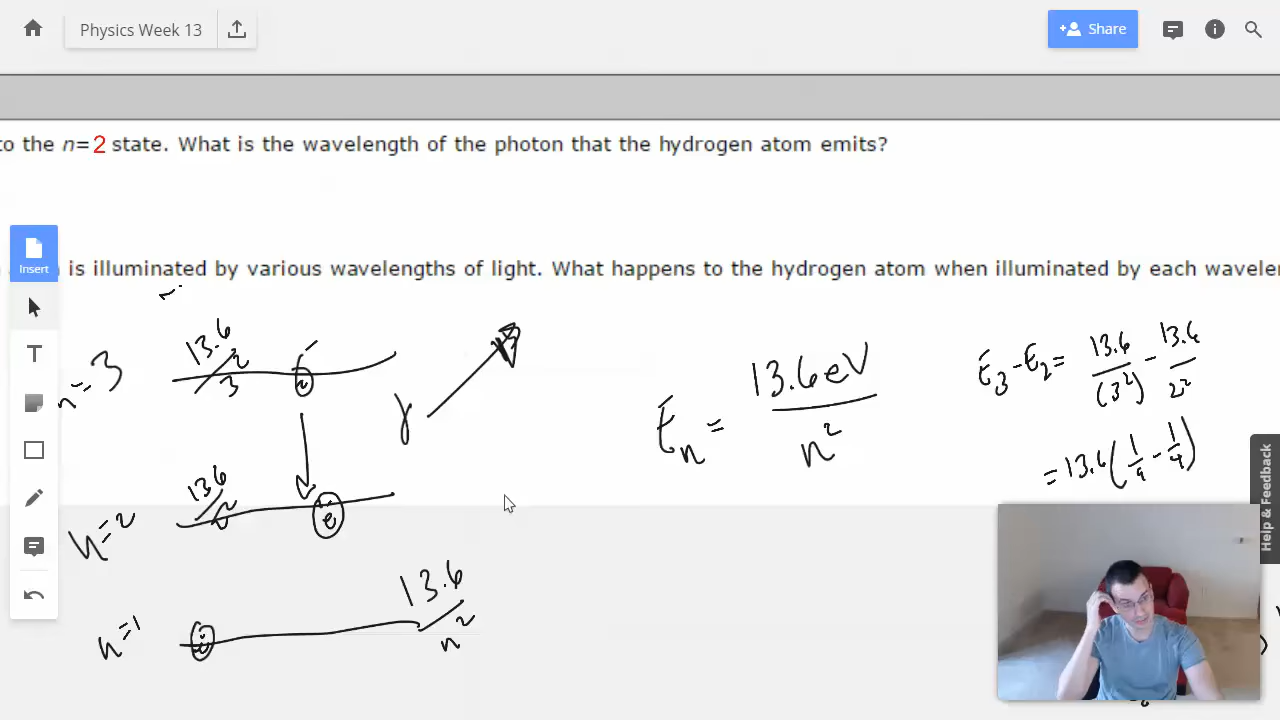 Physics Week 13
Share
to the n=2 state. What is the wavelength of the photon that the hydrogen atom emits?
is illuminated by various wavelengths of light. What happens to the hydrogen atom when illuminated by each wavele
Insert
T
n=3
13.6/3²
e
γ
E_n = 13.6eV/n²
E₃-E₂= 13.6/(3²) - 13.6/2²
=13.6(1/9 - 1/4)
n=2
13.6/2²
e
n=1
13.6/n²
Help & Feedback